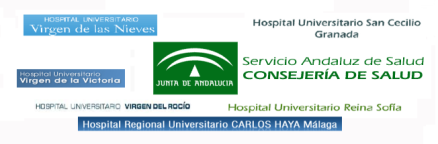 HOSPITAL UNIVERSITARIO
Virgen de las Nieves
Hospital Universitario San Cecilio
Granada
Hospital Universitario
Virgen de la Victoria
JUNTA DE ANDALUCIA
Servicio Andaluz de Salud
CONSEJERÍA DE SALUD
HOSPITAL UNIVERSITARIO VIRGEN DEL ROCÍO
Hospital Universitario Reina Sofía
Hospital Regional Universitario CARLOS HAYA Málaga